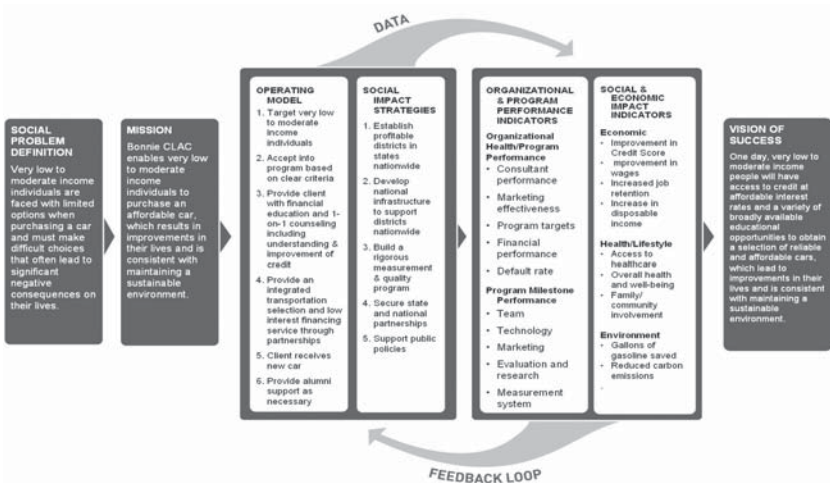 DATA
SOCIAL
PROBLEM
DEFINITION
Very low to
moderate income
individuals are
faced with limited
options when
purchasing a car
and must make
difficult choices
that often lead to
significant
negative
consequences on
their lives.
MISSION
Bonnie CLAC
enables very low
to moderate
income
individuals to
purchase an
affordable car,
which results in
improvements in
their lives and is
consistent with
maintaining a
sustainable
environment.
OPERATING
MODEL
1. Target very low
to moderate
income
individuals
2. Accept into
program based
on clear criteria
3. Provide client
with financial
education and 1-
on-1 counseling
including
understanding &
improvement of
credit
4. Provide an
integrated
transportation
selection and low
interest financing
service through
partnerships
5. Client receives
new car
6. Provide alumni
support as
necessary
SOCIAL
IMPACT
STRATEGIES
1. Establish
profitable
districts in
states
nationwide
2. Develop
national
infrastructure
to support
districts nation
3. Build a
rigorous
measurement
& quality
program
4. Secure state
and national
partnerships
5. Support public
policies
ORGANIZATIONAL
& PROGRAM
PERFORMANCE
INDICATORS
Organizational
Health/Program
Performance
• Consultant
performance
• Marketing
effectiveness
• Program targets
• Financial
performance
• Default rate
Program Milestone
Performance
• Team
• Technology
• Marketing
• Evaluation and
research
• Measurement
system
SOCIAL &
ECONOMIC
IMPACT
INDICATORS
Economic
• Improvement in
Credit Score
• Improvement in
wages
• Increased job
retention
• Increase in
disposable
income
Health/Lifestyle
• Access to
healthcare
• Overall health
and well-being
• Family/
community
involvement
Environment
• Gallons of
gasoline saved
• Reduced carbon
emissions
VISION OF
SUCCESS
One day, very low to
moderate income
people will have
access to credit at
affordable interest
rates and a variety of
broadly available
educational
opportunities to obtain
a selection of reliable
and affordable cars,
which lead to
improvements in their
lives and is consistent
with maintaining a
sustainable
environment.
FEEDBACK LOOP